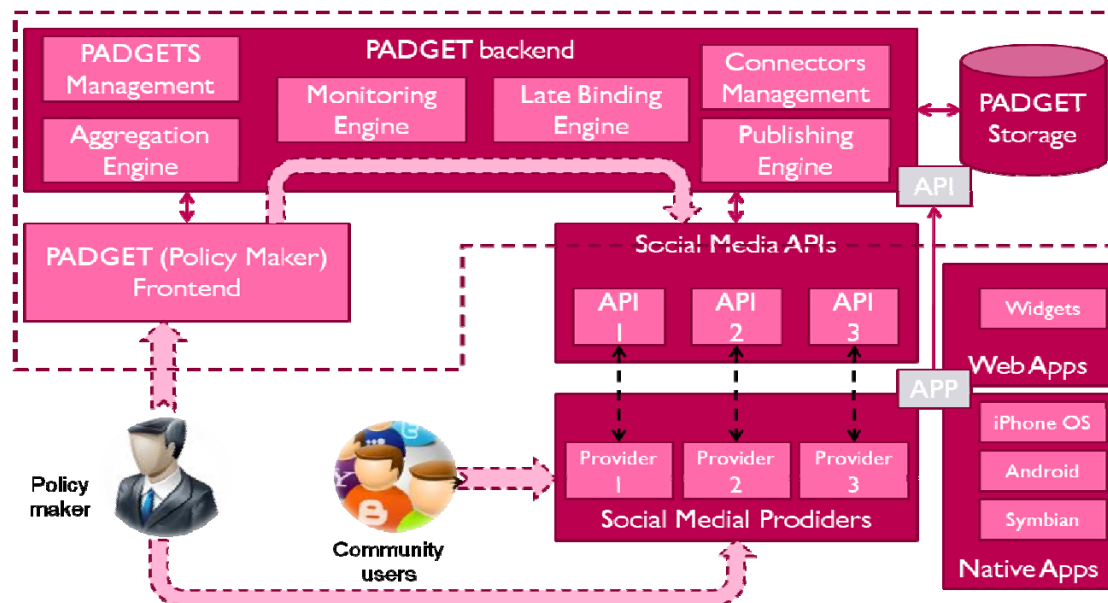 PADGET backend
PADGETS
Management
Aggregation
Engine
Monitoring
Engine
Late Binding
Engine
Connectors
Management
Publishing
Engine
PADGET
Storage
API
PADGET (Policy Maker)
Frontend
Social Media APIs
API
1
API
2
API
3
Widgets
Web Apps
APP
iPhone OS
Android
Symbian
Native Apps
Provider
1
Provider
2
Provider
3
Social Medial Prodiders
Policy
maker
Community
users